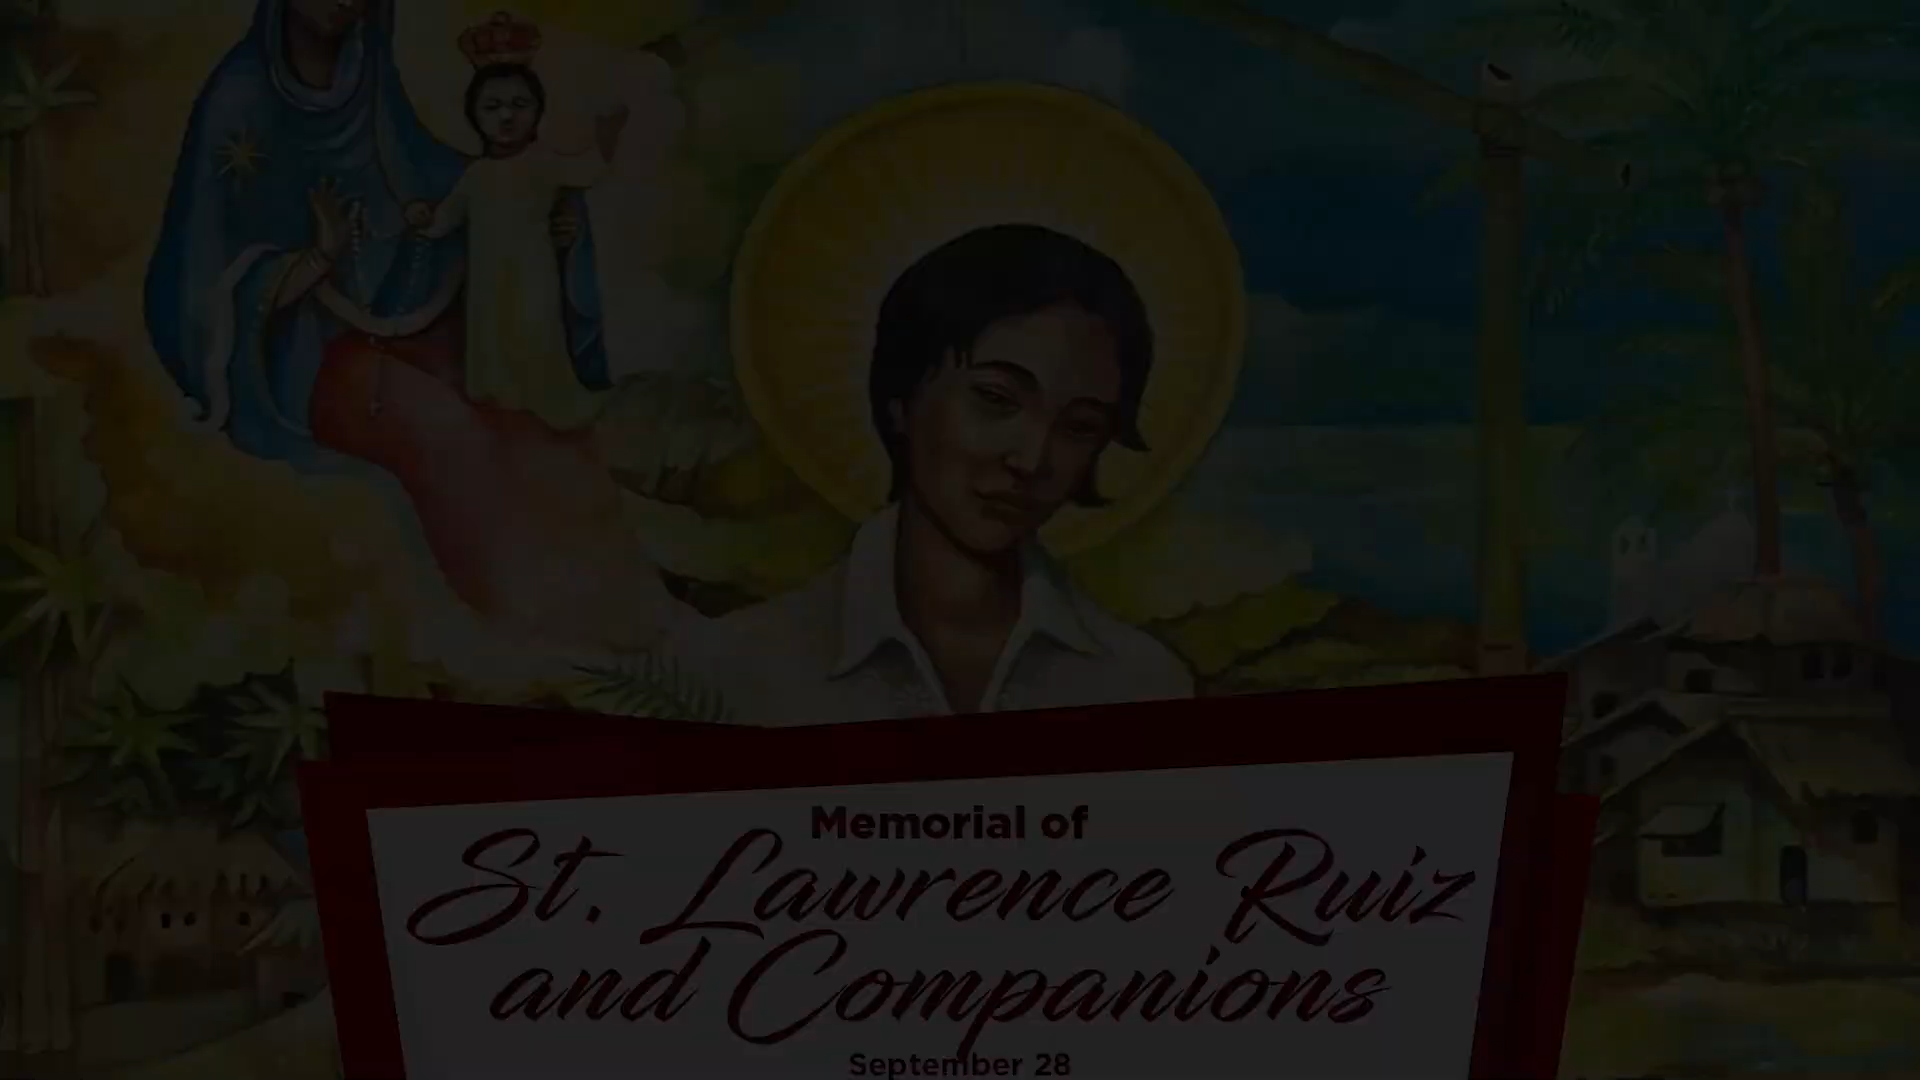 Memorial of
St. Lawrence Ruiz
and Companions
September 28